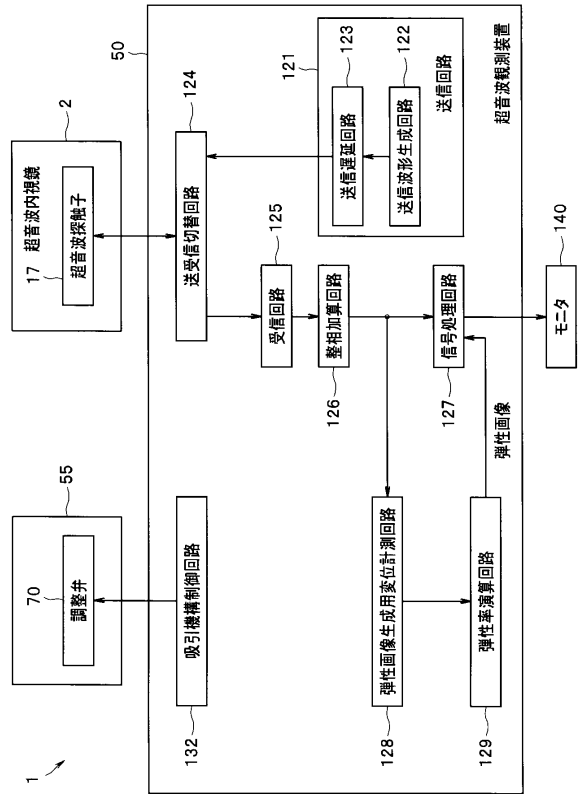 1
55
70
調整弁
超音波内視鏡
2
17
超音波探触子
50
132
吸引機構制御回路
送受信切替回路
124
受信回路
125
整相加算回路
126
121
送信遅延回路
123
送信波形生成回路
122
送信回路
弾性画像生成用変位計測回路
128
信号処理回路
127
弾性率演算回路
129
弾性画像
超音波観測装置
モニタ
140